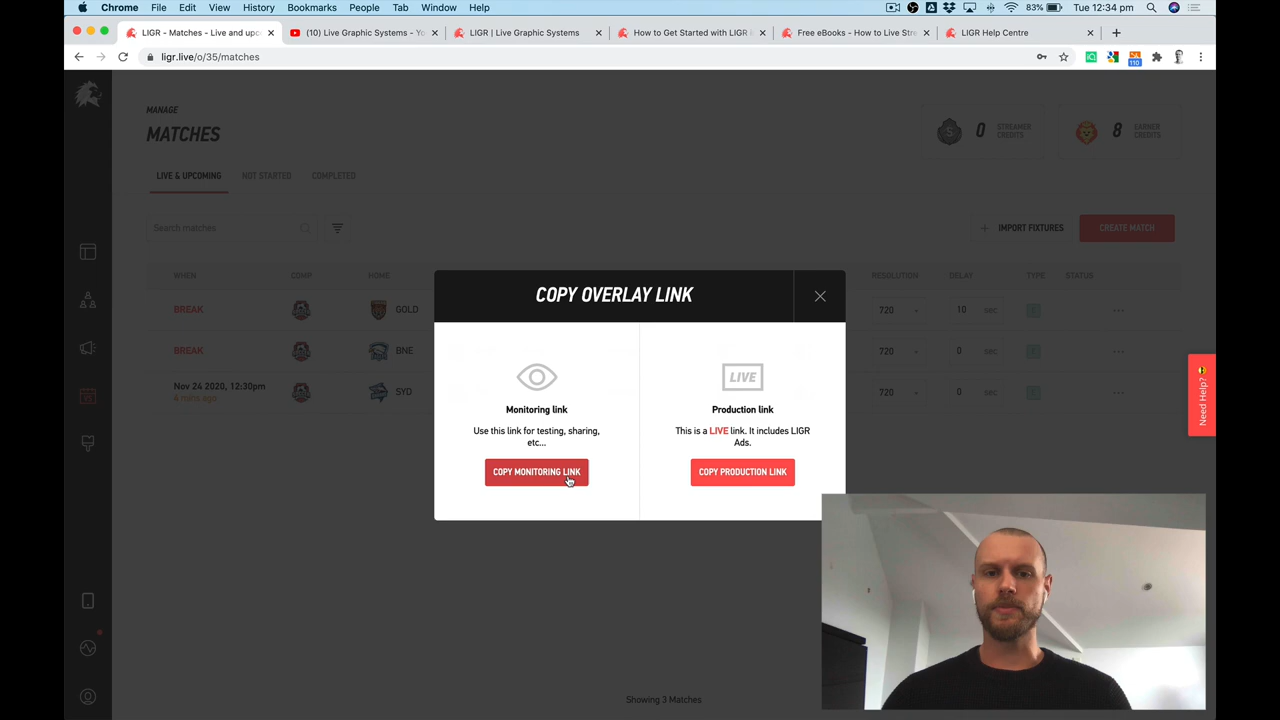 Chrome File Edit View History Bookmarks People Tab Window Help 83% Tue 12:34 pm
LIGR - Matches - Live and upc (10) Live Graphic Systems - Yo LIGR | Live Graphic Systems How to Get Started with LIGR Free eBooks - How to Live Stre LIGR Help Centre
ligr.live/o/35/matches
110
MANAGE
MATCHES
0 STREAMER CREDITS
8 EARNER CREDITS
LIVE & UPCOMING NOT STARTED COMPLETED
Search matches
IMPORT FIXTURES
CREATE MATCH
WHEN COMP HOME RESOLUTION DELAY TYPE STATUS
BREAK GOLD 720 10 sec
BREAK BNE 720 0 sec
Nov 24 2020, 12:30pm SYD 720 0 sec
4 mins ago
COPY OVERLAY LINK
LIVE
Monitoring link
Use this link for testing, sharing,
etc...
COPY MONITORING LINK
Production link
This is a LIVE link. It includes LIGR
Ads.
COPY PRODUCTION LINK
Need Help?
Showing 3 Matches